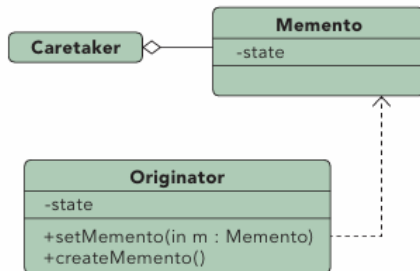 Memento
Caretaker
-state
Originator
-state
+setMemento(in m : Memento)
+createMemento()